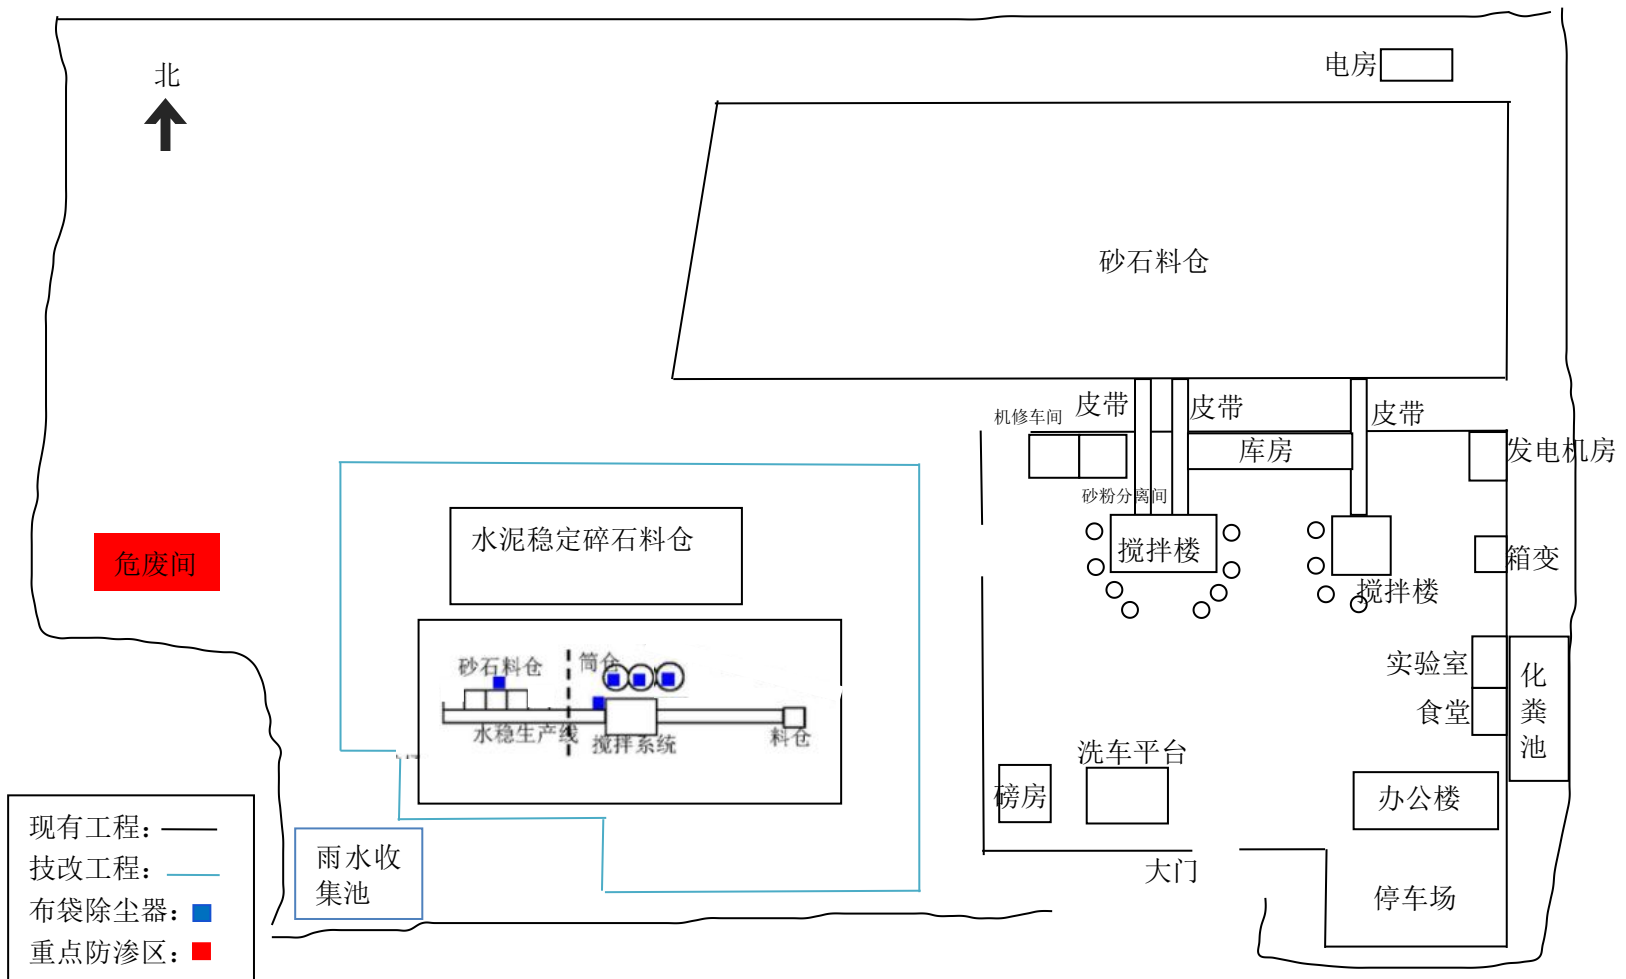 电房
北
砂石料仓
皮带
皮带
皮带
机修车间
库房
发电机房
砂粉分离间
水泥稳定碎石料仓
搅拌楼
箱变
危废间
搅拌楼
砂石料仓
筒仓
实验室
化
粪
池
食堂
水稳生产线
搅拌系统
料仓
洗车平台
磅房
办公楼
现有工程：
技改工程：
布袋除尘器：
重点防渗区：
雨水收
集池
大门
停车场